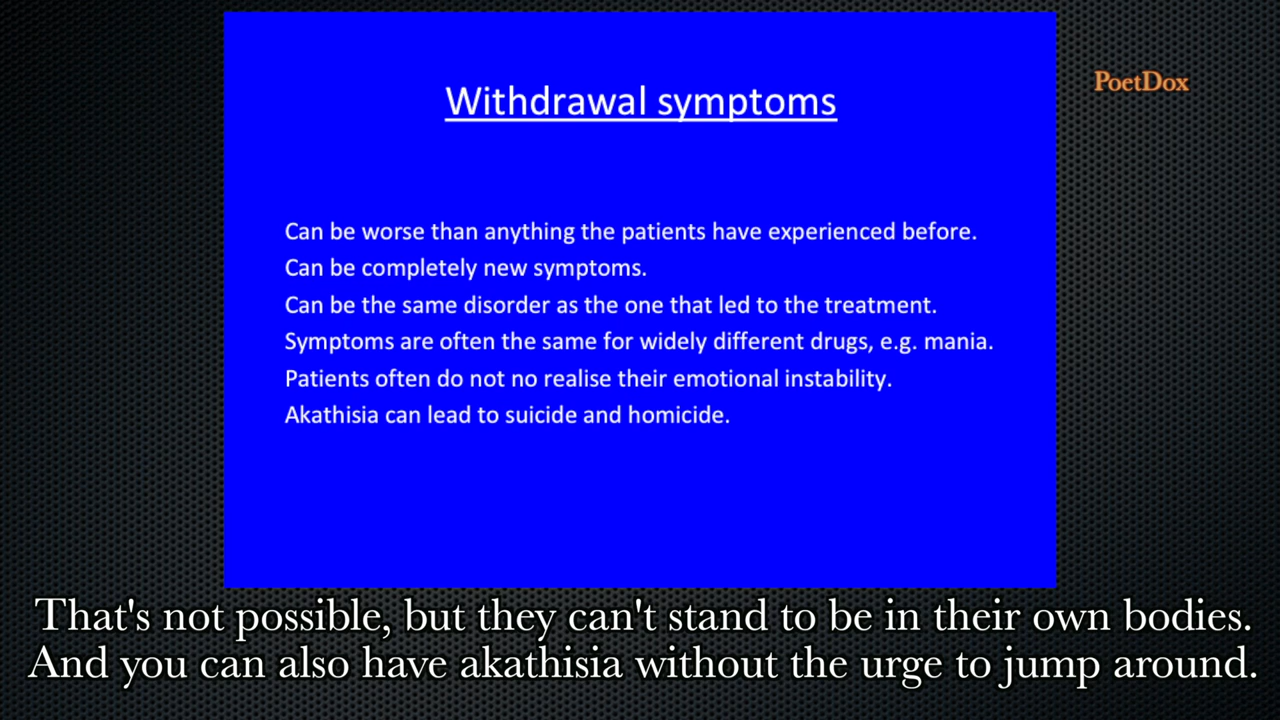 Withdrawal symptoms
PoetDox
Can be worse than anything the patients have experienced before.
Can be completely new symptoms.
Can be the same disorder as the one that led to the treatment.
Symptoms are often the same for widely different drugs, e.g. mania.
Patients often do not no realise their emotional instability.
Akathisia can lead to suicide and homicide.
That's not possible, but they can't stand to be in their own bodies.
And you can also have akathisia without the urge to jump around.